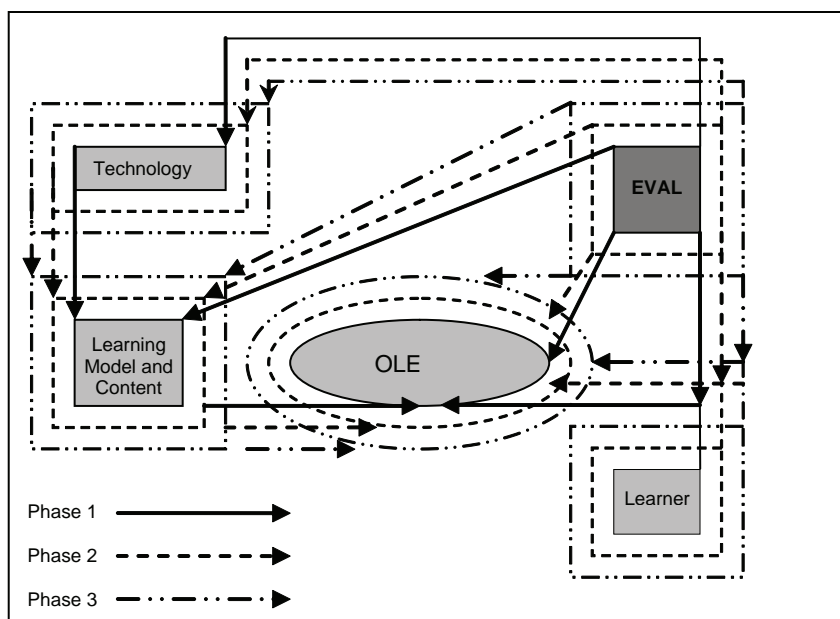 Technology
EVAL
Learning
Model and
Content
OLE
Learner
Phase 1
Phase 2
Phase 3